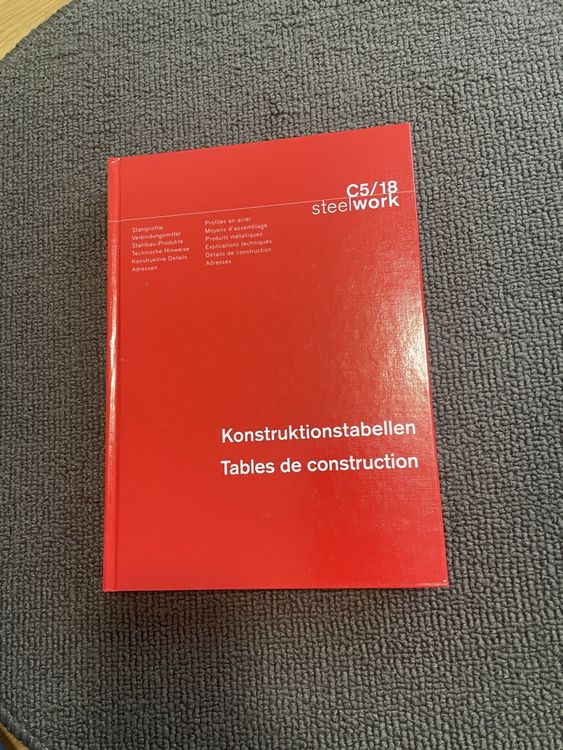 C5/18
steelwork
Stahlprofile
Verbindungsmittel
Stahlbau-Produkte
Technische Hinweise
Konstruktive Details
Adressen
Profilés en acier
Moyens d'assemblage
Produits métalliques
Explications techniques
Détails de construction
Adresses
Konstruktionstabellen
Tables de construction